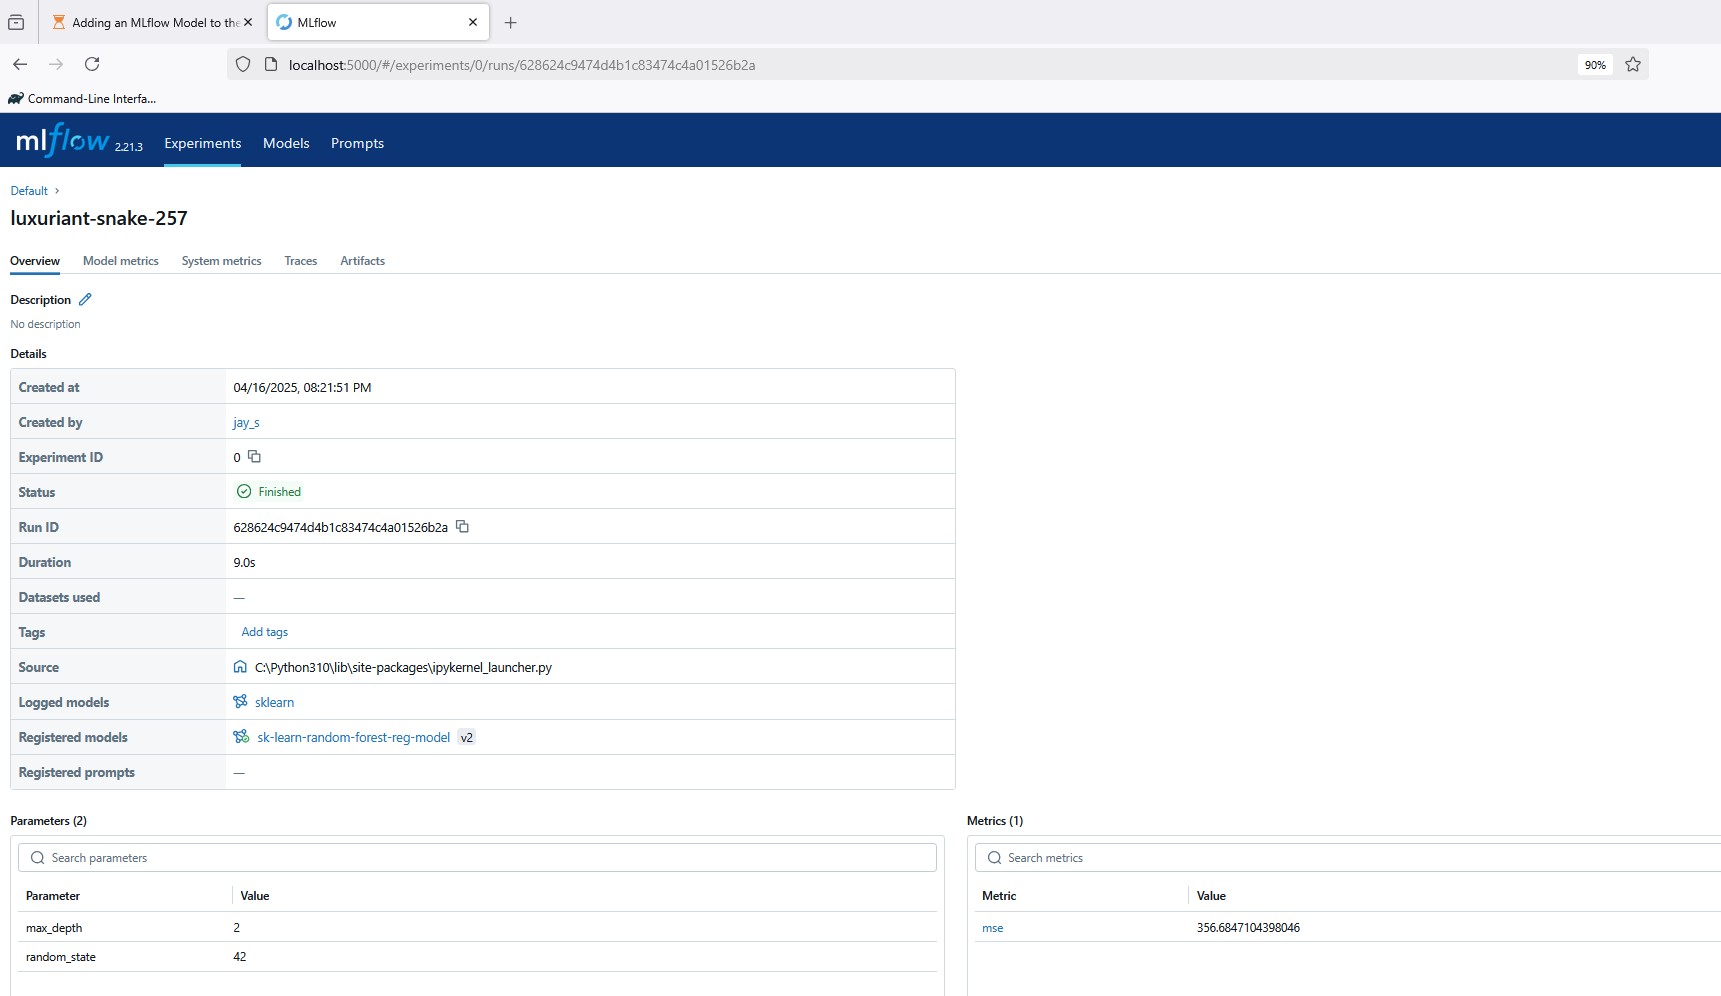 Adding an MLflow Model to the
MLflow
localhost:5000/#/experiments/0/runs/628624c9474d4b1c83474c4a01526b2a
90%
Command-Line Interfa...
mlflow 2.21.3 Experiments Models Prompts
Default ›
luxuriant-snake-257
Overview Model metrics System metrics Traces Artifacts
Description
No description
Details
Created at 04/16/2025, 08:21:51 PM
Created by jay_s
Experiment ID 0
Status Finished
Run ID 628624c9474d4b1c83474c4a01526b2a
Duration 9.0s
Datasets used —
Tags Add tags
Source C:\Python310\lib\site-packages\ipykernel_launcher.py
Logged models sklearn
Registered models sk-learn-random-forest-reg-model v2
Registered prompts —
Parameters (2)
Search parameters
Parameter Value
max_depth 2
random_state 42
Metrics (1)
Search metrics
Metric Value
mse 356.6847104398046